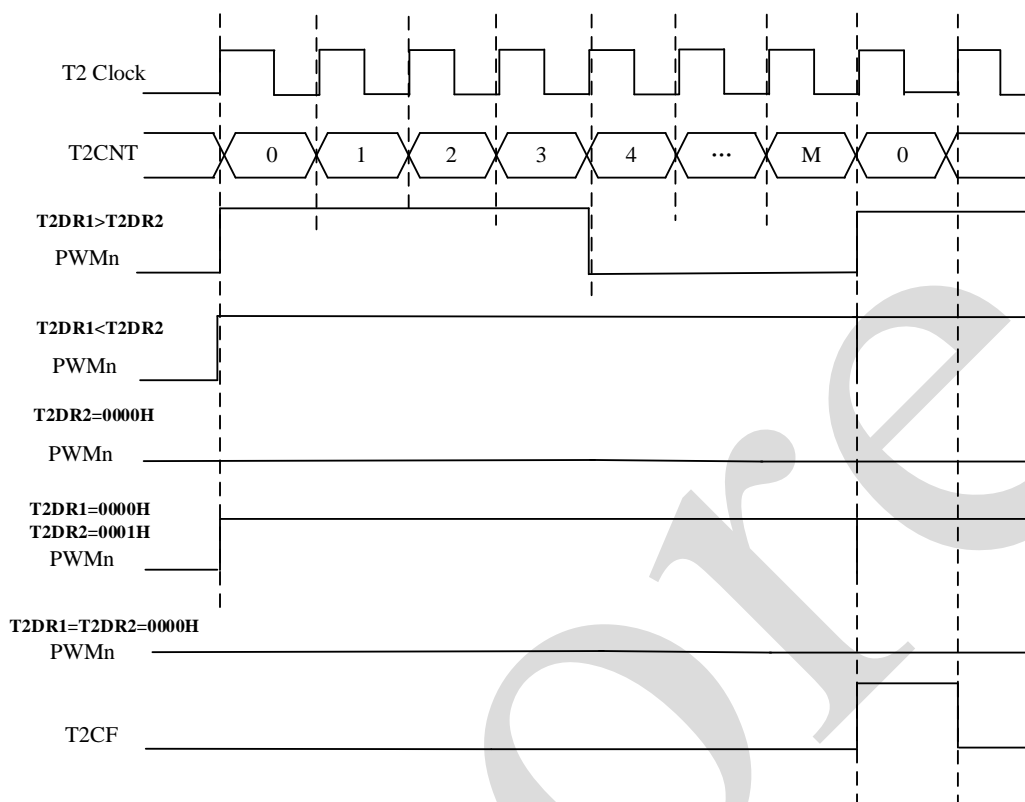 T2 Clock
T2CNT 0 1 2 3 4 ... M 0
T2DR1>T2DR2
PWMn
T2DR1<T2DR2
PWMn
T2DR2=0000H
PWMn
T2DR1=0000H
T2DR2=0001H
PWMn
T2DR1=T2DR2=0000H
PWMn
T2CF
ore